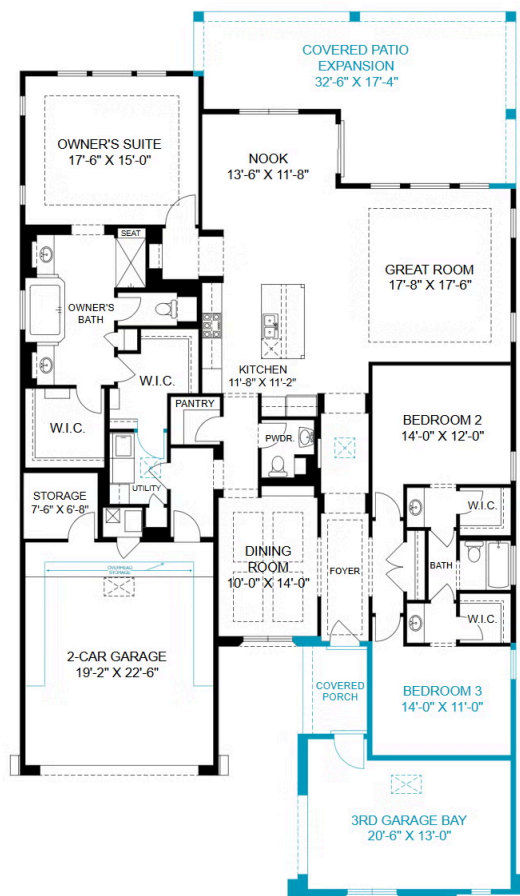 COVERED PATIO
EXPANSION
32'-6" X 17'-4"
OWNER'S SUITE
17'-6" X 15'-0"
NOOK
13'-6" X 11'-8"
SEAT
GREAT ROOM
17'-8" X 17'-6"
OWNER'S
BATH
KITCHEN
11'-8" X 11'-2"
W.I.C.
W.I.C.
PANTRY
PWDR.
BEDROOM 2
14'-0" X 12'-0"
UTILITY
STORAGE
7'-6" X 6'-8"
W.I.C.
DINING
ROOM
10'-0" X 14'-0"
FOYER
BATH
OVERHEAD
STORAGE
W.I.C.
2-CAR GARAGE
19'-2" X 22'-6"
COVERED
PORCH
BEDROOM 3
14'-0" X 11'-0"
3RD GARAGE BAY
20'-6" X 13'-0"